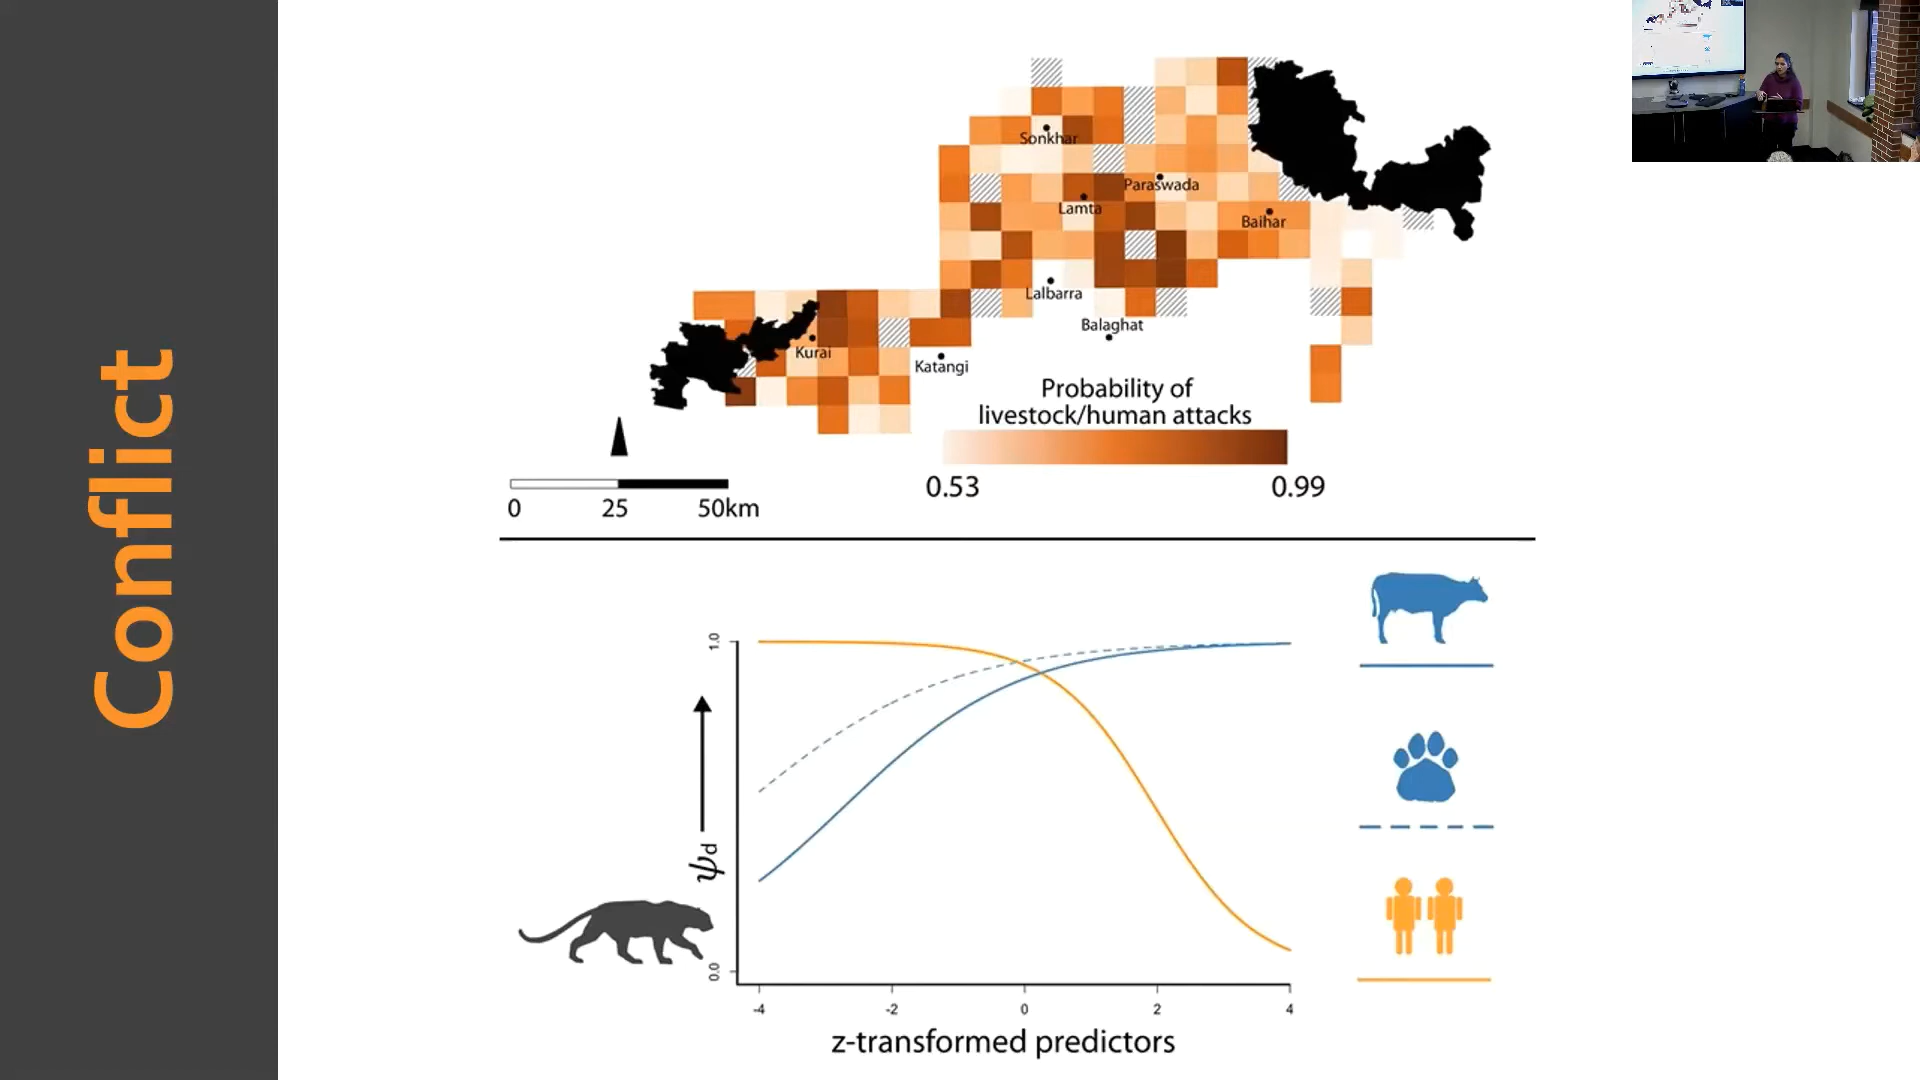 Conflict
Sonkhar
Paraswada
Lamta
Baihar
Lalbarra
Balaghat
Kurai
Katangi
Probability of
livestock/human attacks
0.53 0.99
0 25 50km
1.0
ψd
0.0
-4 -2 0 2 4
z-transformed predictors